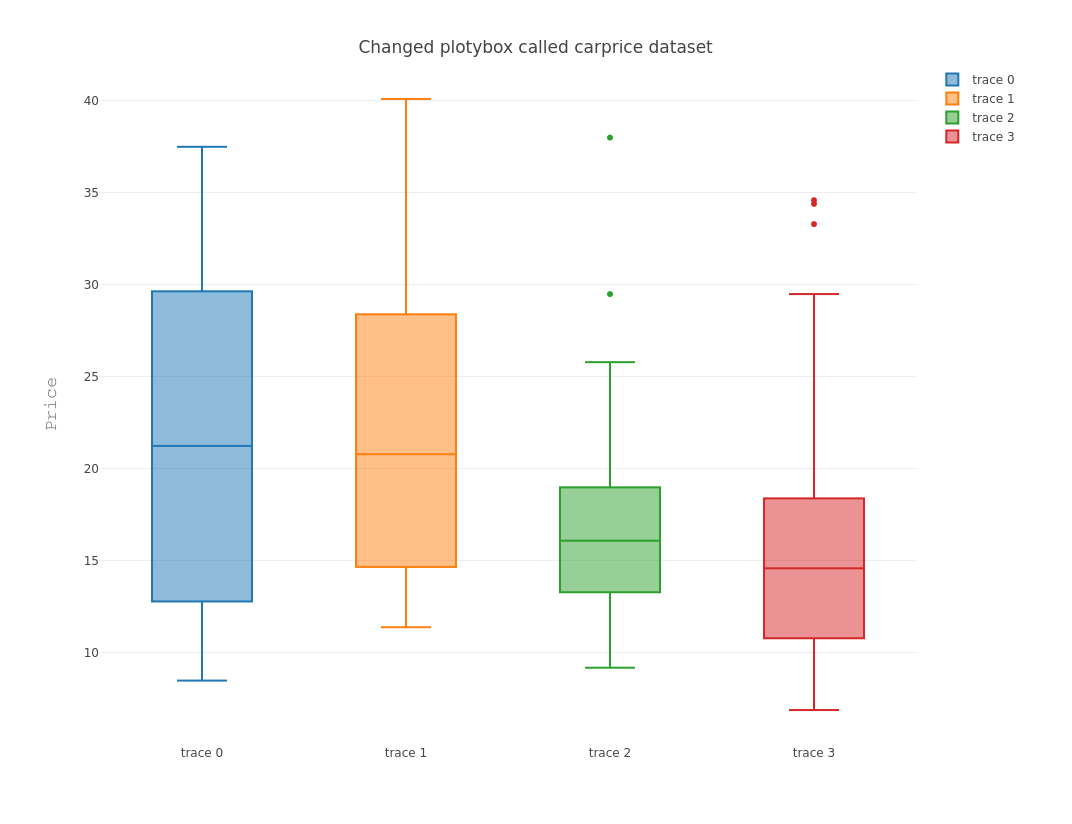 Changed plotybox called carprice dataset
trace 0
trace 1
trace 2
trace 3
40
35
30
25
20
15
10
Price
trace 0
trace 1
trace 2
trace 3